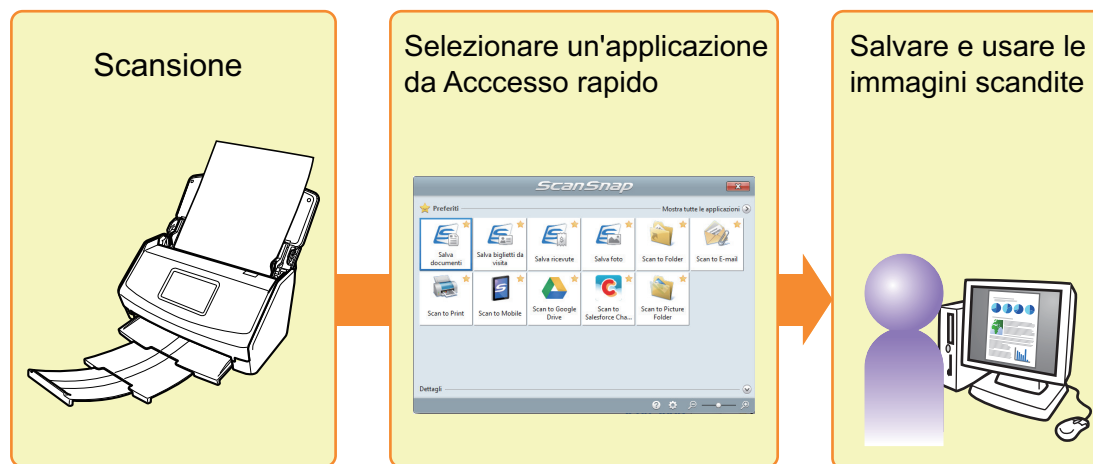 Scansione
Selezionare un'applicazione
da Acccesso rapido
ScanSnap
Preferiti
Mostra tutte le applicazioni
Salva
documenti
Salva biglietti da
visita
Salva ricevute
Salva foto
Scan to Folder
Scan to E-mail
Scan to Print
Scan to Mobile
Scan to Google
Drive
Scan to
Salesforce Cha...
Scan to Picture
Folder
Dettagli
Salvare e usare le
immagini scandite